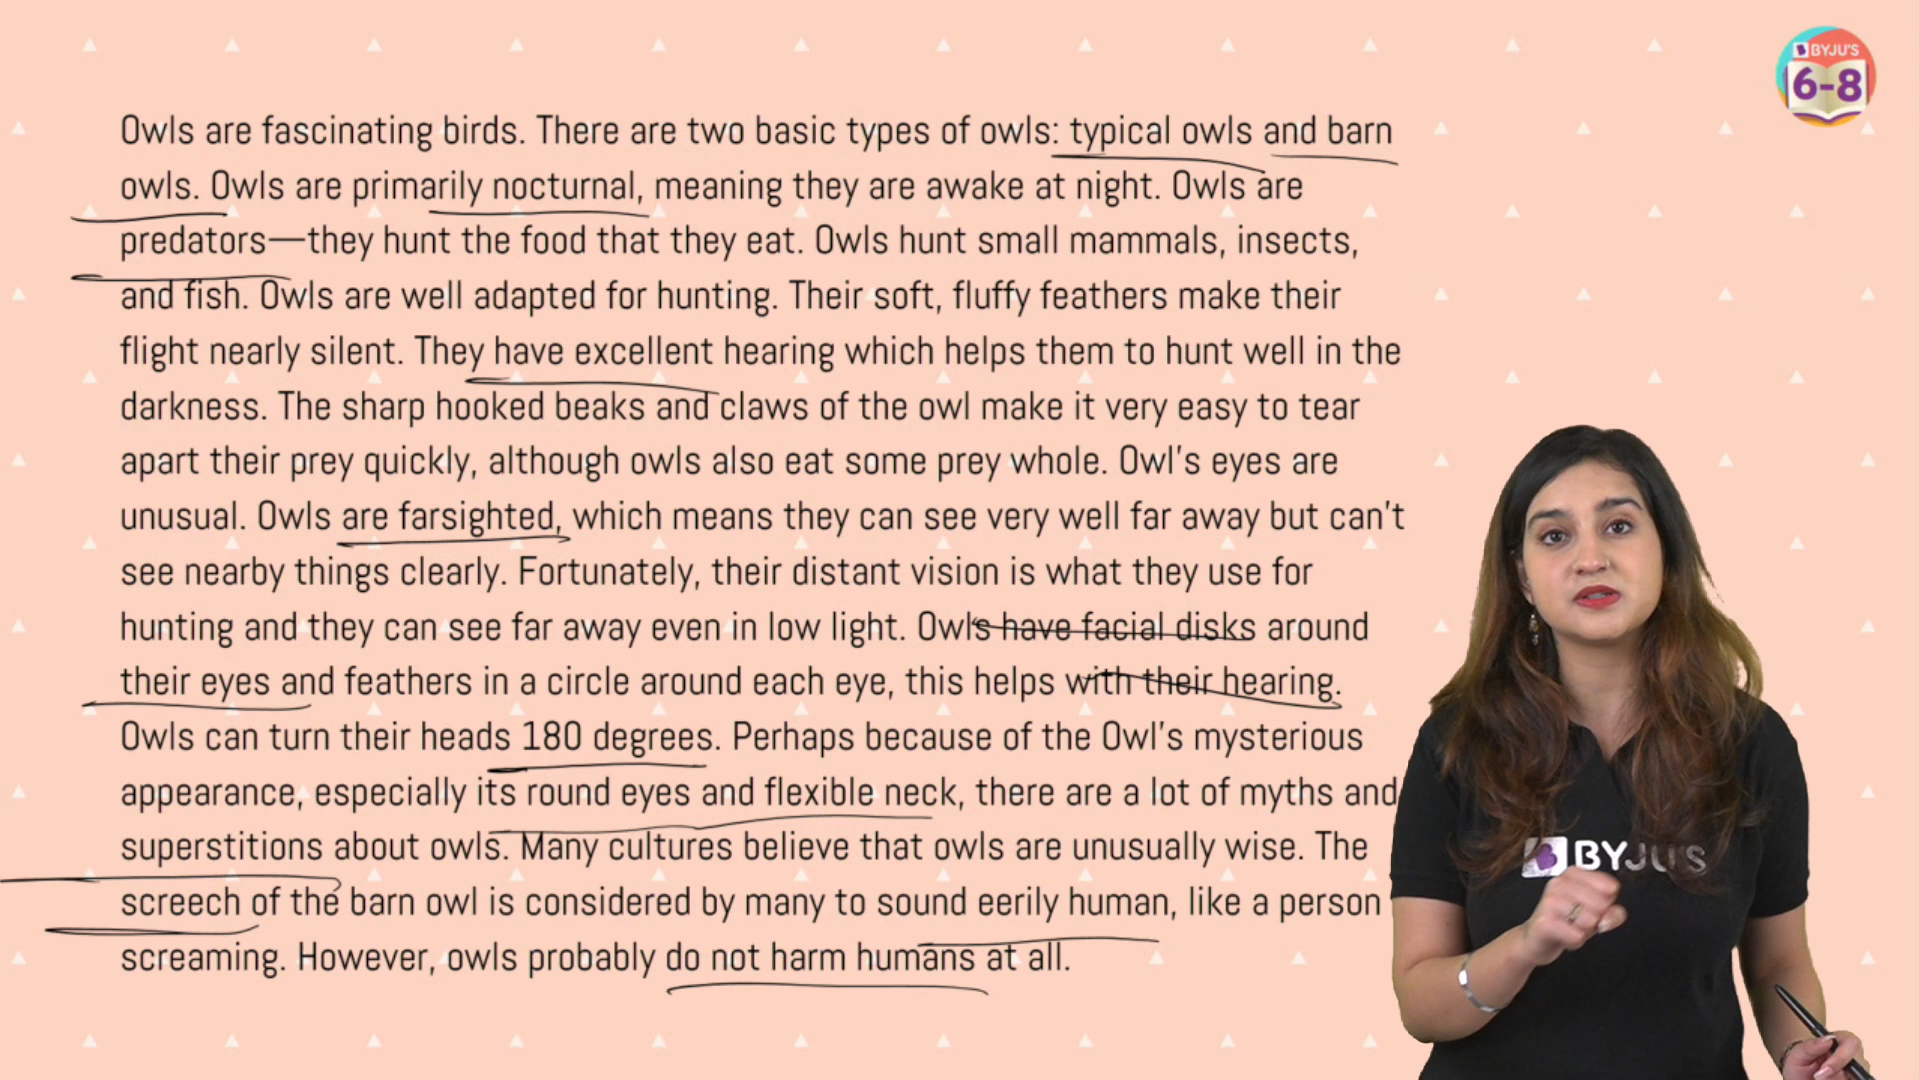 BYJU'S
6-8
Owls are fascinating birds. There are two basic types of owls: typical owls and barn
owls. Owls are primarily nocturnal, meaning they are awake at night. Owls are
predators—they hunt the food that they eat. Owls hunt small mammals, insects,
and fish. Owls are well adapted for hunting. Their soft, fluffy feathers make their
flight nearly silent. They have excellent hearing which helps them to hunt well in the
darkness. The sharp hooked beaks and claws of the owl make it very easy to tear
apart their prey quickly, although owls also eat some prey whole. Owl's eyes are
unusual. Owls are farsighted, which means they can see very well far away but can't
see nearby things clearly. Fortunately, their distant vision is what they use for
hunting and they can see far away even in low light. Owls have facial disks around
their eyes and feathers in a circle around each eye, this helps with their hearing.
Owls can turn their heads 180 degrees. Perhaps because of the Owl's mysterious
appearance, especially its round eyes and flexible neck, there are a lot of myths and
superstitions about owls. Many cultures believe that owls are unusually wise. The
screech of the barn owl is considered by many to sound eerily human, like a person
screaming. However, owls probably do not harm humans at all.
BYJU'S